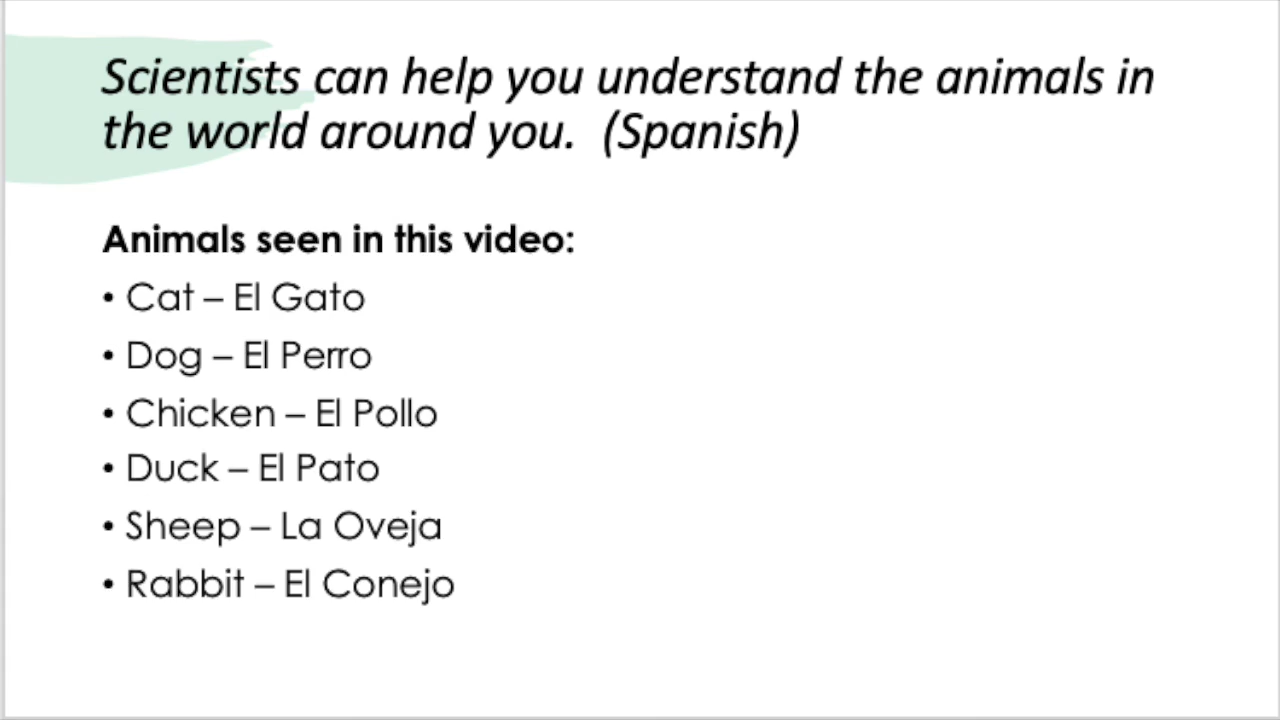 Scientists can help you understand the animals in
the world around you.  (Spanish)
Animals seen in this video:
• Cat – El Gato
• Dog – El Perro
• Chicken – El Pollo
• Duck – El Pato
• Sheep – La Oveja
• Rabbit – El Conejo